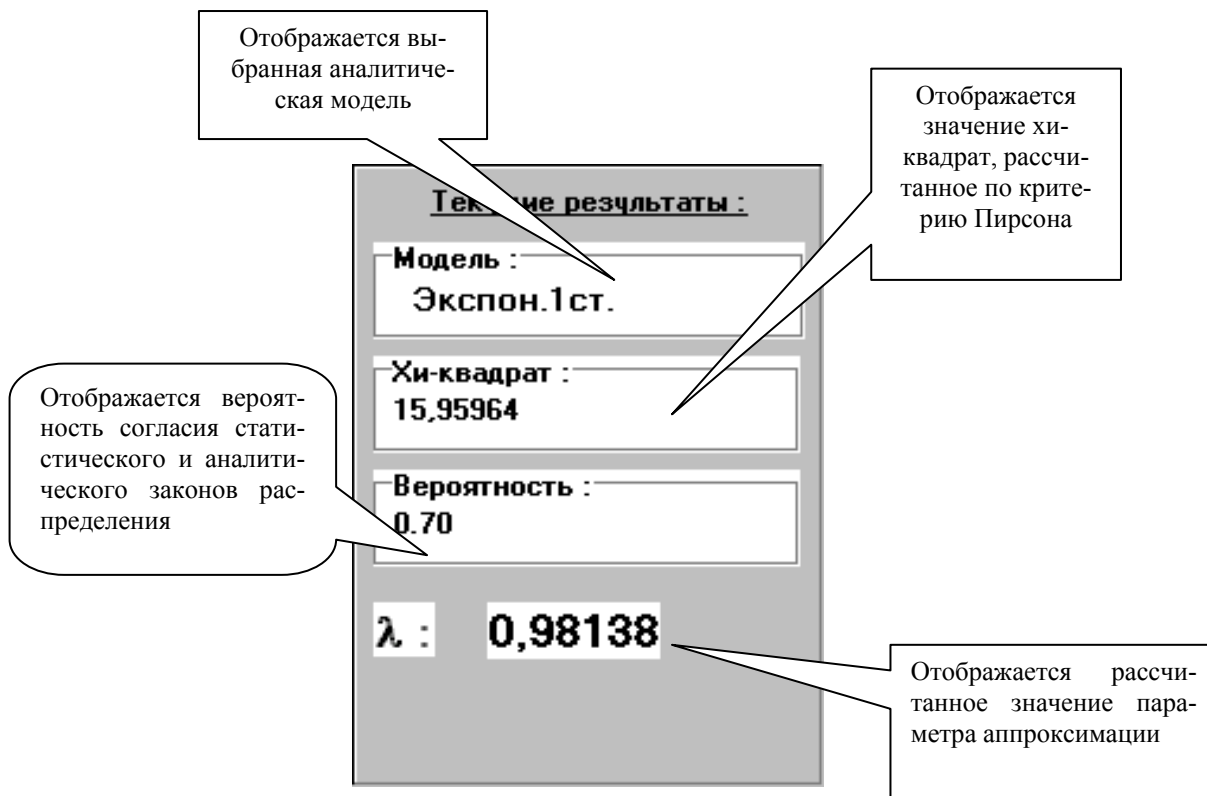 Отображается вы-
бранная аналитиче-
ская модель
Отображается
значение хи-
квадрат, рассчи-
танное по крите-
рию Пирсона
результаты :
Модель :
Экспон.1ст.
Хи-квадрат :
15,95964
Отображается вероят-
ность согласия стати-
стического и аналити-
ческого законов рас-
пределения
Вероятность :
0.70
λ : 0,98138
Отображается рассчи-
танное значение пара-
метра аппроксимации